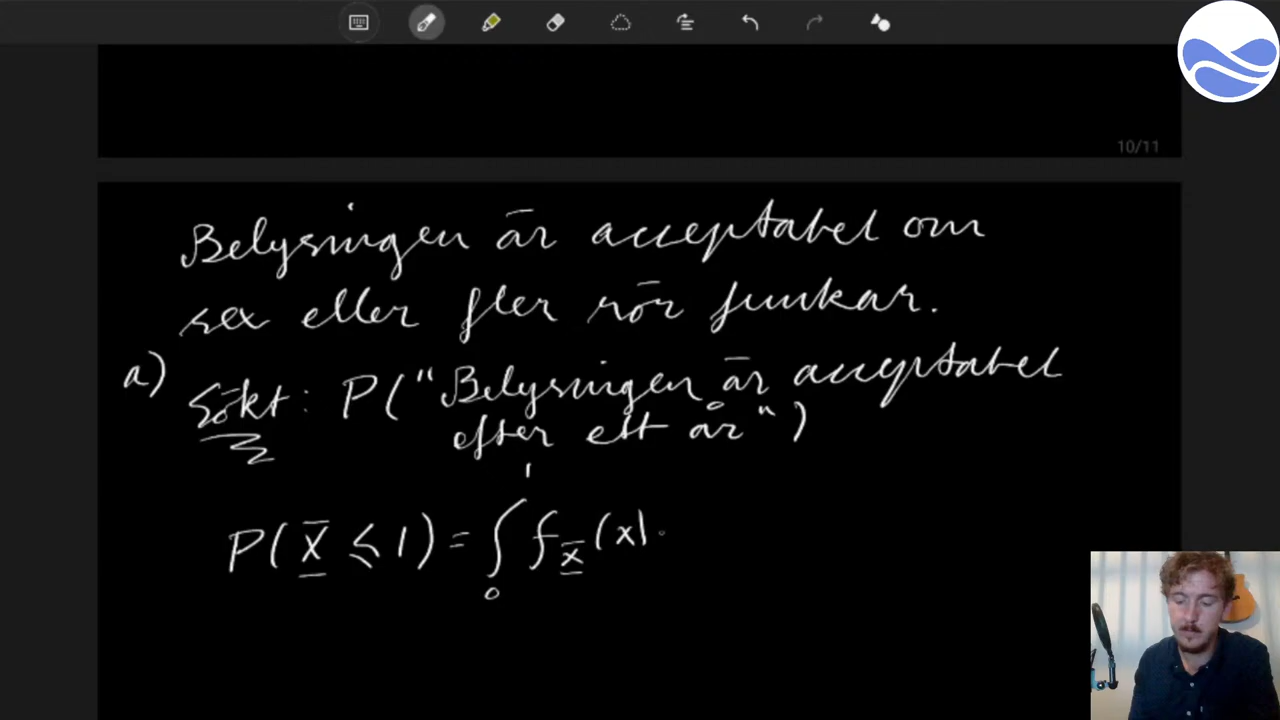 10/11
Belysningen är acceptabel om
sex eller fler rör funkar.
a) Sökt: P("Belysningen är acceptabel
efter ett år")
P(X ≤ 1) = ∫₀¹ f_X(x)